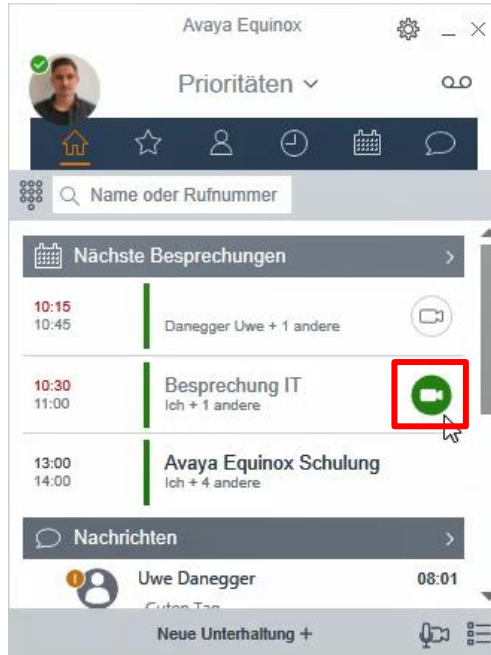 Avaya Equinox
Prioritäten
Name oder Rufnummer
Nächste Besprechungen
10:15
10:45
Danegger Uwe + 1 andere
10:30
11:00
Besprechung IT
Ich + 1 andere
13:00
14:00
Avaya Equinox Schulung
Ich + 4 andere
Nachrichten
Uwe Danegger
08:01
Guten Tag
Neue Unterhaltung +